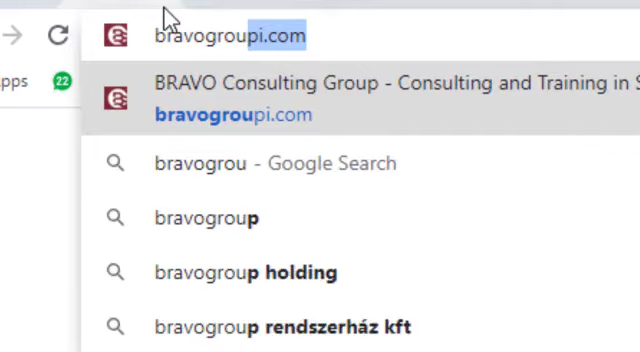 bravogroupi.com
pps 22
BRAVO Consulting Group - Consulting and Training in S
bravogroupi.com
bravogrou - Google Search
bravogroup
bravogroup holding
bravogroup rendszerház kft